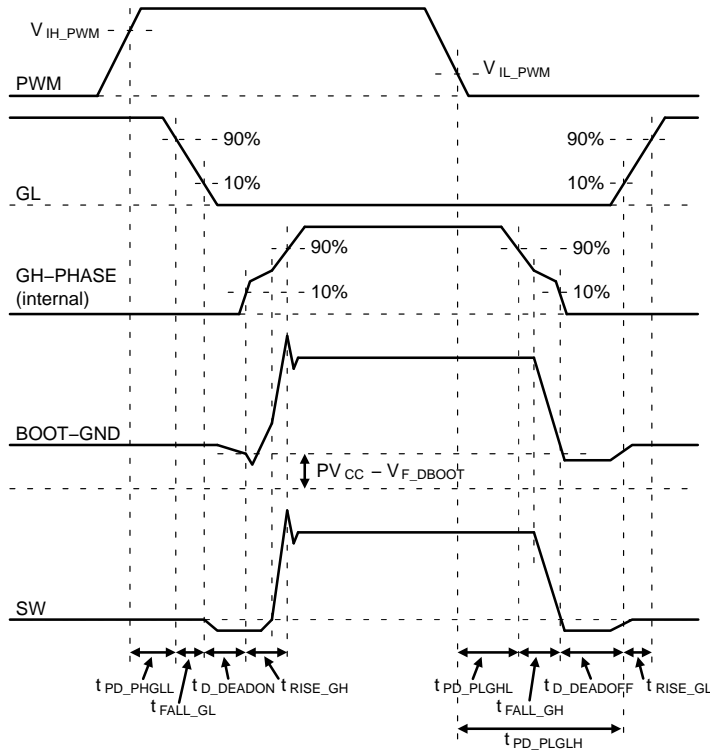 V IH_PWM
V IL_PWM
PWM
90%
90%
10%
10%
GL
90%
90%
GH−PHASE
(internal)
10%
10%
BOOT−GND
PV CC − V F_DBOOT
SW
t PD_PHGLL
t FALL_GL
t D_DEADON
t RISE_GH
t PD_PLGHL
t FALL_GH
t D_DEADOFF
t RISE_GL
t PD_PLGLH